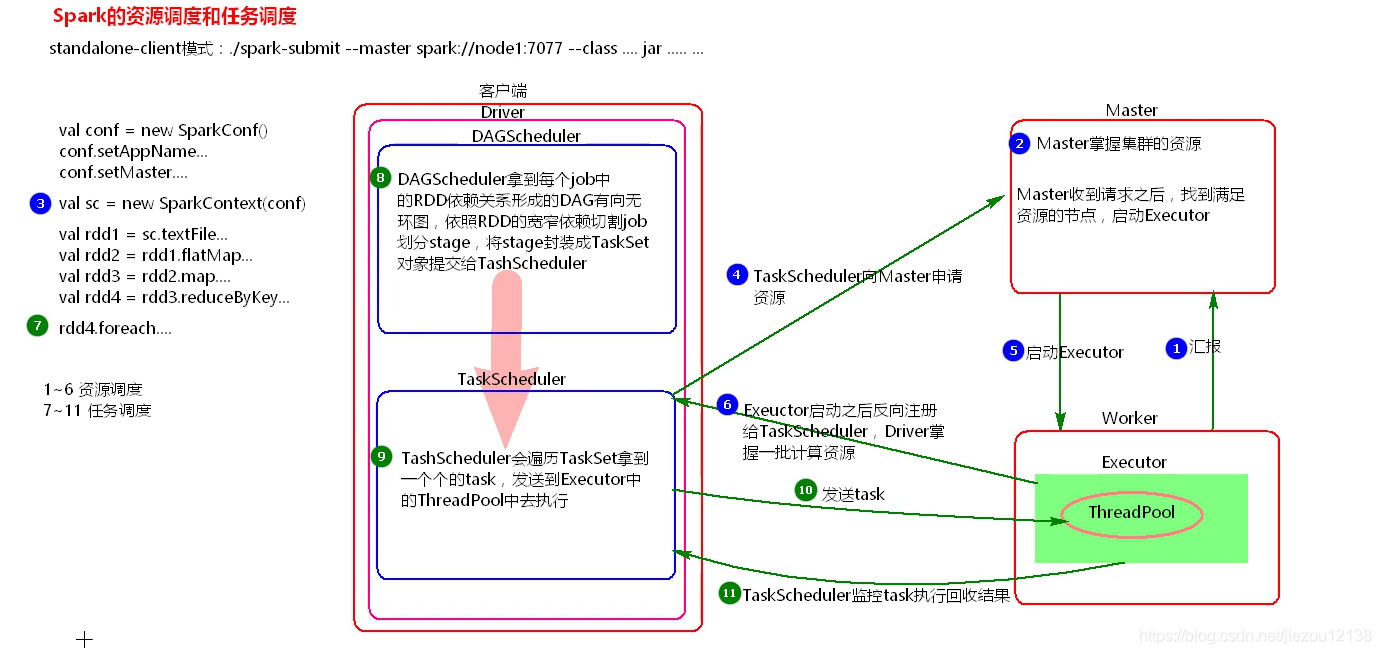 Spark的资源调度和任务调度
standalone-client模式：./spark-submit --master spark://node1:7077 --class .... jar ..... ...
客户端
Driver
DAGScheduler
Master
val conf = new SparkConf()
conf.setAppName...
conf.setMaster....
3 val sc = new SparkContext(conf)
val rdd1 = sc.textFile...
val rdd2 = rdd1.flatMap...
val rdd3 = rdd2.map....
val rdd4 = rdd3.reduceByKey...
7 rdd4.foreach....
1~6 资源调度
7~11 任务调度
8 DAGScheduler拿到每个job中
的RDD依赖关系形成的DAG有向无
环图，依照RDD的宽窄依赖切割job
划分stage，将stage封装成TaskSet
对象提交给TashScheduler
TaskScheduler
9 TashScheduler会遍历TaskSet拿到
一个个的task，发送到Executor中
的ThreadPool中去执行
2 Master掌握集群的资源
Master收到请求之后，找到满足
资源的节点，启动Executor
4 TaskScheduler向Master申请
资源
5 启动Executor
1 汇报
6 Exeuctor启动之后反向注册
给TaskScheduler，Driver掌
握一批计算资源
Worker
Executor
ThreadPool
10 发送task
11 TaskScheduler监控task执行回收结果
https://blog.csdn.net/jiezou12138